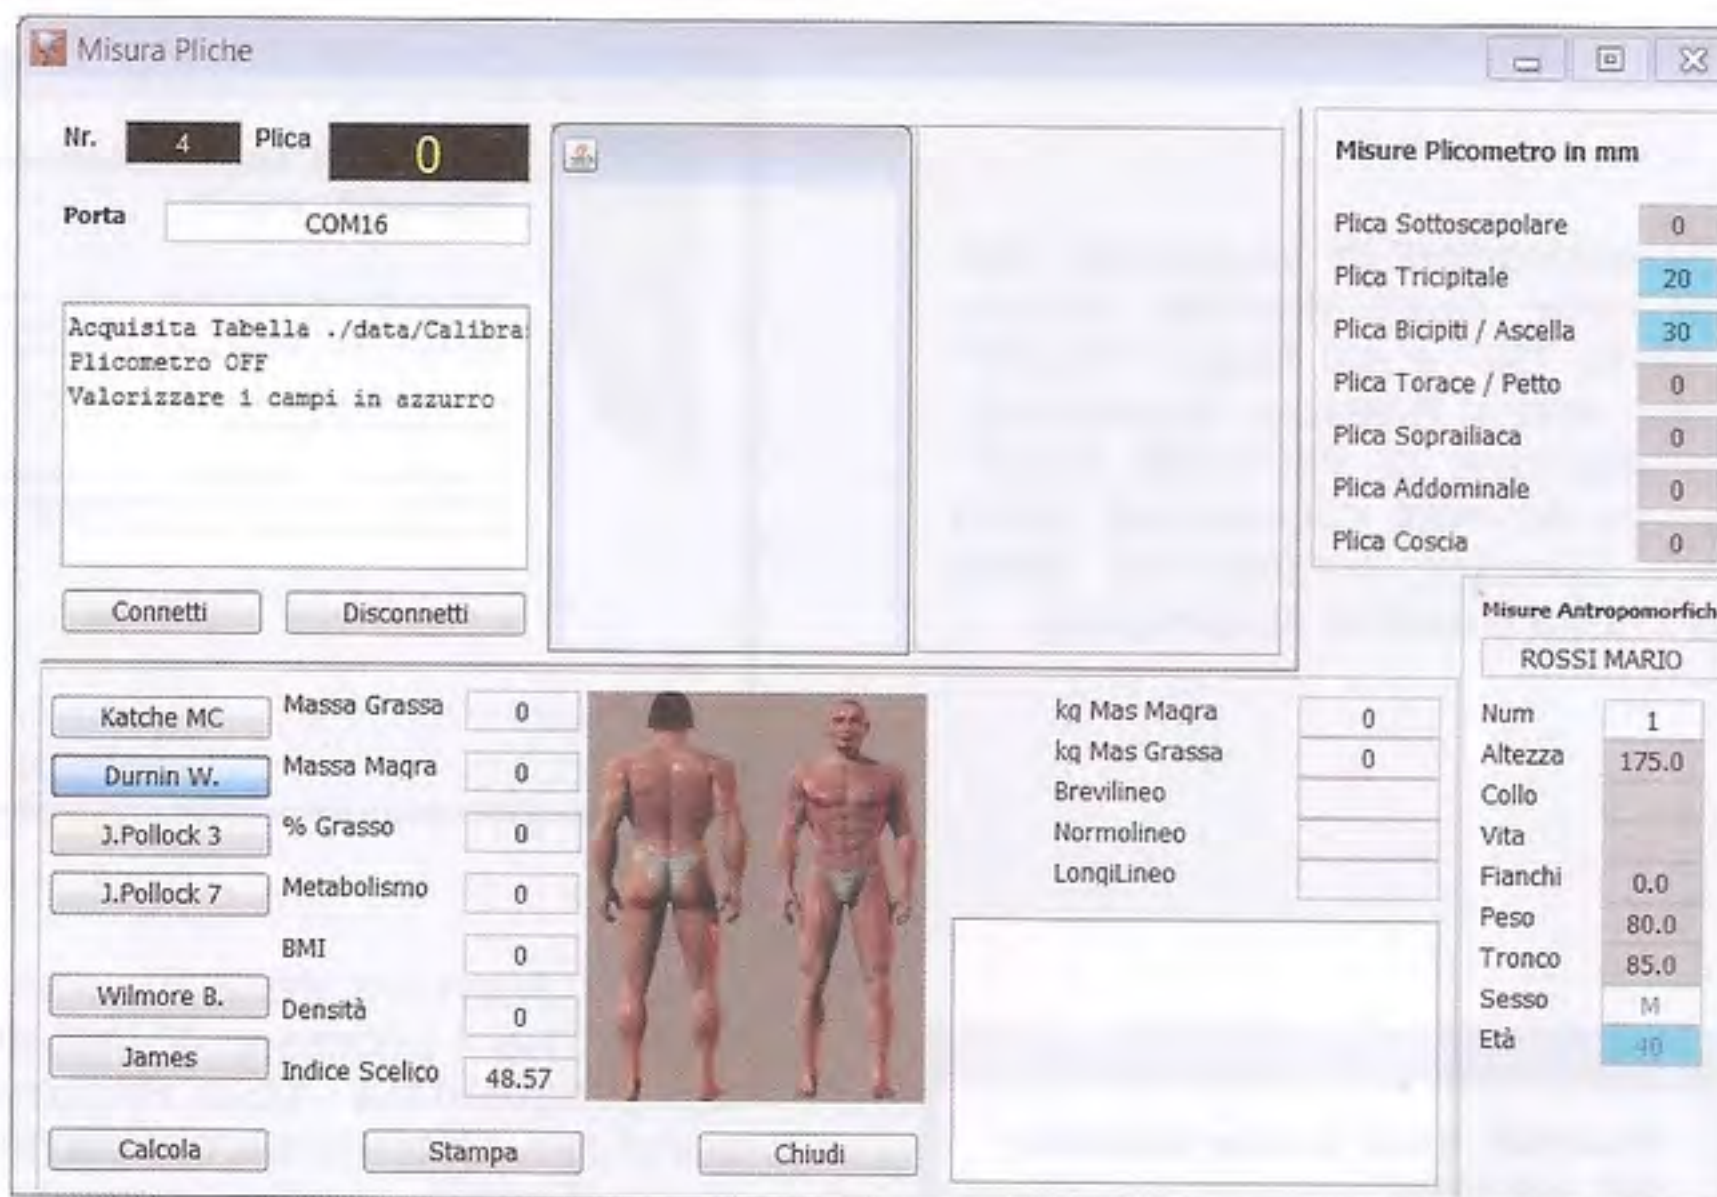 Misura Pliche
Nr. 4 Plica 0
Porta COM16
Acquisita Tabella ./data/Calibra
Plicometro OFF
Valorizzare i campi in azzurro
Connetti Disconnetti
Misure Plicometro in mm
Plica Sottoscapolare 0
Plica Tricipitale 20
Plica Bicipiti / Ascella 30
Plica Torace / Petto 0
Plica Soprailiaca 0
Plica Addominale 0
Plica Coscia 0
Katche MC
Durnin W.
J.Pollock 3
J.Pollock 7
Wilmore B.
James
Massa Grassa 0
Massa Magra 0
% Grasso 0
Metabolismo 0
BMI 0
Densità 0
Indice Scelico 48.57
kg Mas Magra 0
kg Mas Grassa 0
Brevilineo
Normolineo
LongiLineo
Misure Antropomorfich
ROSSI MARIO
Num 1
Altezza 175.0
Collo
Vita
Fianchi 0.0
Peso 80.0
Tronco 85.0
Sesso M
Età 40
Calcola Stampa Chiudi